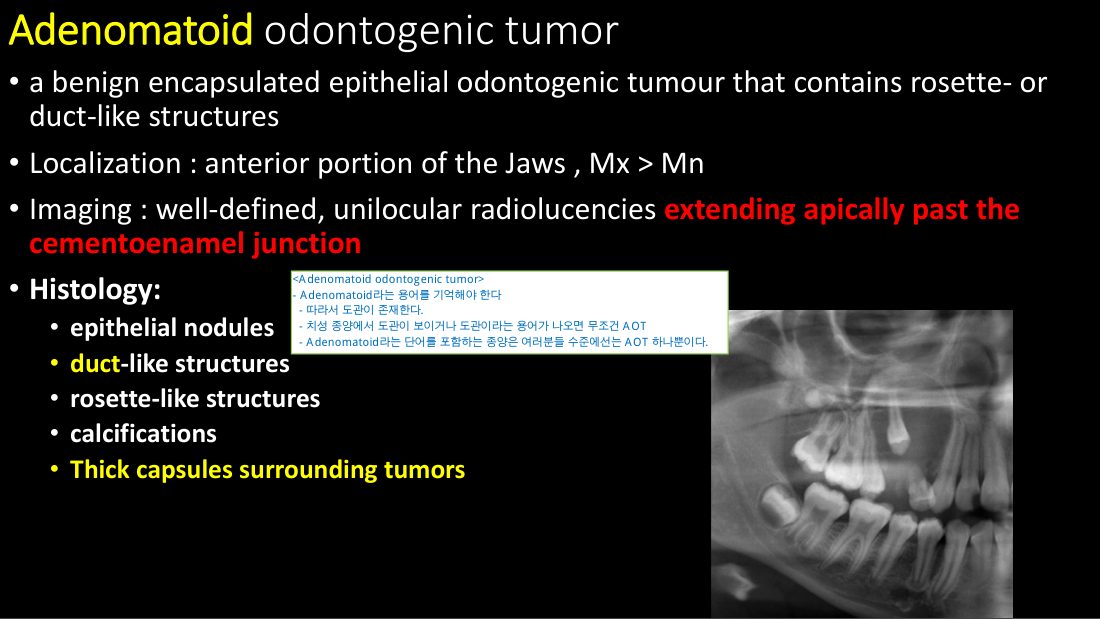 Adenomatoid odontogenic tumor
• a benign encapsulated epithelial odontogenic tumour that contains rosette- or
duct-like structures
• Localization : anterior portion of the Jaws , Mx > Mn
• Imaging : well-defined, unilocular radiolucencies extending apically past the
cementoenamel junction
• Histology:
<Adenomatoid odontogenic tumor>
- Adenomatoid라는 용어를 기억해야 한다
- 따라서 도관이 존재한다.
- 치성 종양에서 도관이 보이거나 도관이라는 용어가 나오면 무조건 AOT
- Adenomatoid라는 단어를 포함하는 종양은 여러분들 수준에선는 AOT 하나뿐이다.
• epithelial nodules
• duct-like structures
• rosette-like structures
• calcifications
• Thick capsules surrounding tumors